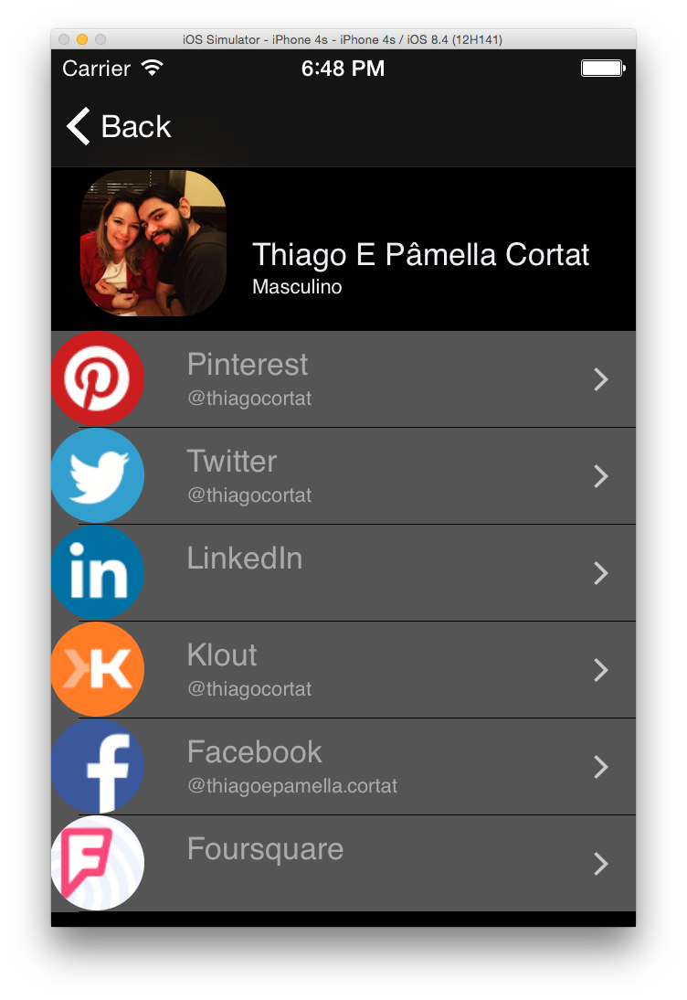 iOS Simulator - iPhone 4s - iPhone 4s / iOS 8.4 (12H141)
Carrier 6:48 PM
Back
Thiago E Pâmella Cortat
Masculino
Pinterest
@thiagocortat
Twitter
@thiagocortat
in
LinkedIn
Klout
@thiagocortat
Facebook
@thiagoepamella.cortat
Foursquare